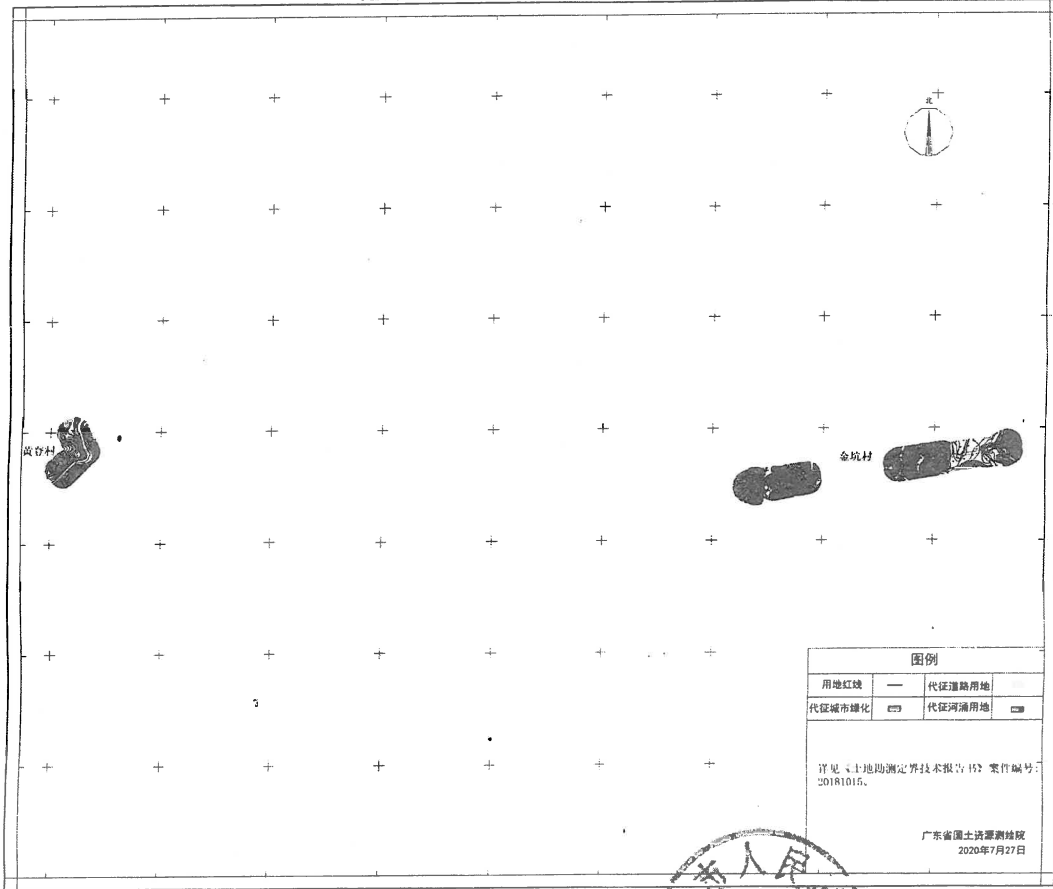 北
黄登村
金坑村
图例
用地红线
代征道路用地
代征城市绿化
代征河涌用地
详见《土地勘测定界技术报告书》案件编号:
20181015。
广东省国土资源测绘院
2020年7月27日
人民